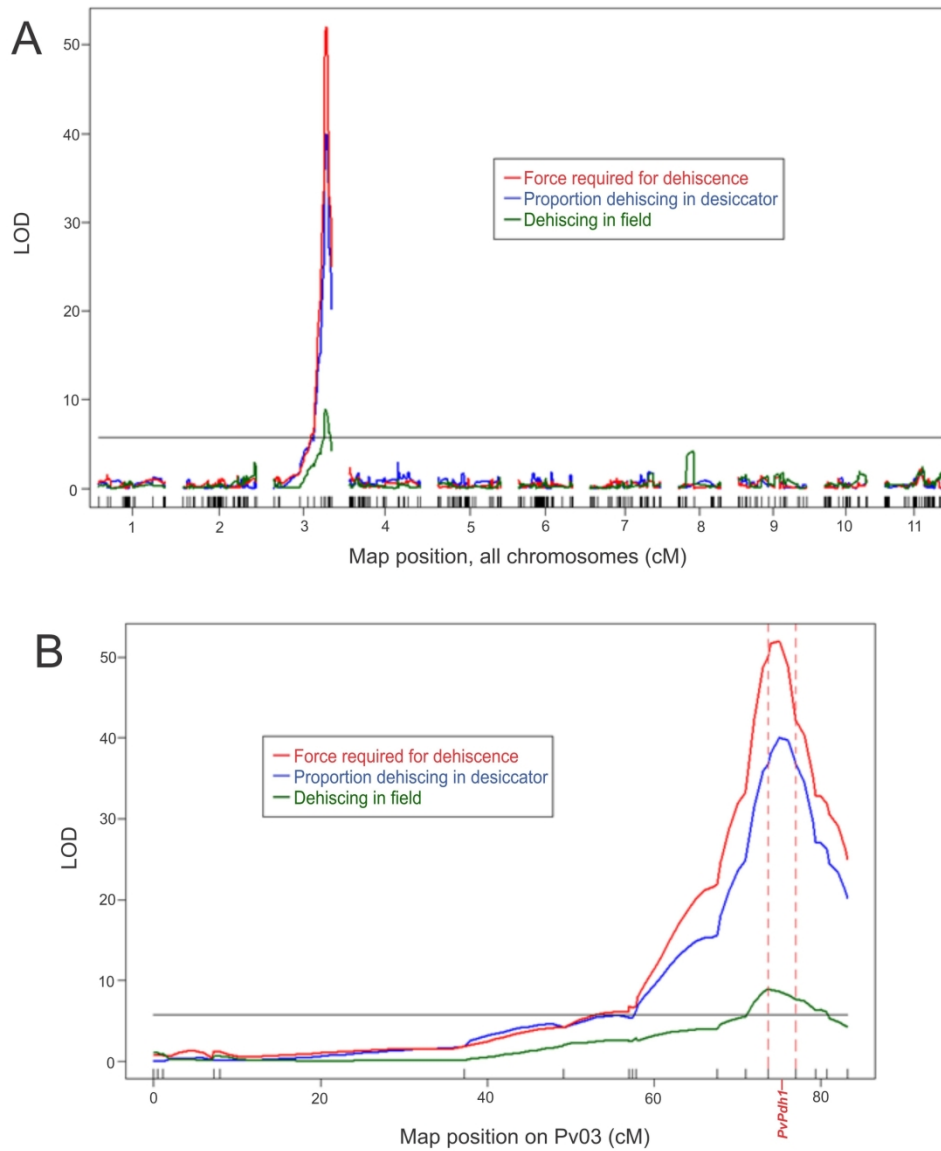 A
50
40
30
20
10
0
LOD
Force required for dehiscence
Proportion dehiscing in desiccator
Dehiscing in field
1 2 3 4 5 6 7 8 9 10 11
Map position, all chromosomes (cM)
B
50
40
30
20
10
0
LOD
Force required for dehiscence
Proportion dehiscing in desiccator
Dehiscing in field
0 20 40 60 80
PvPdh1
Map position on Pv03 (cM)